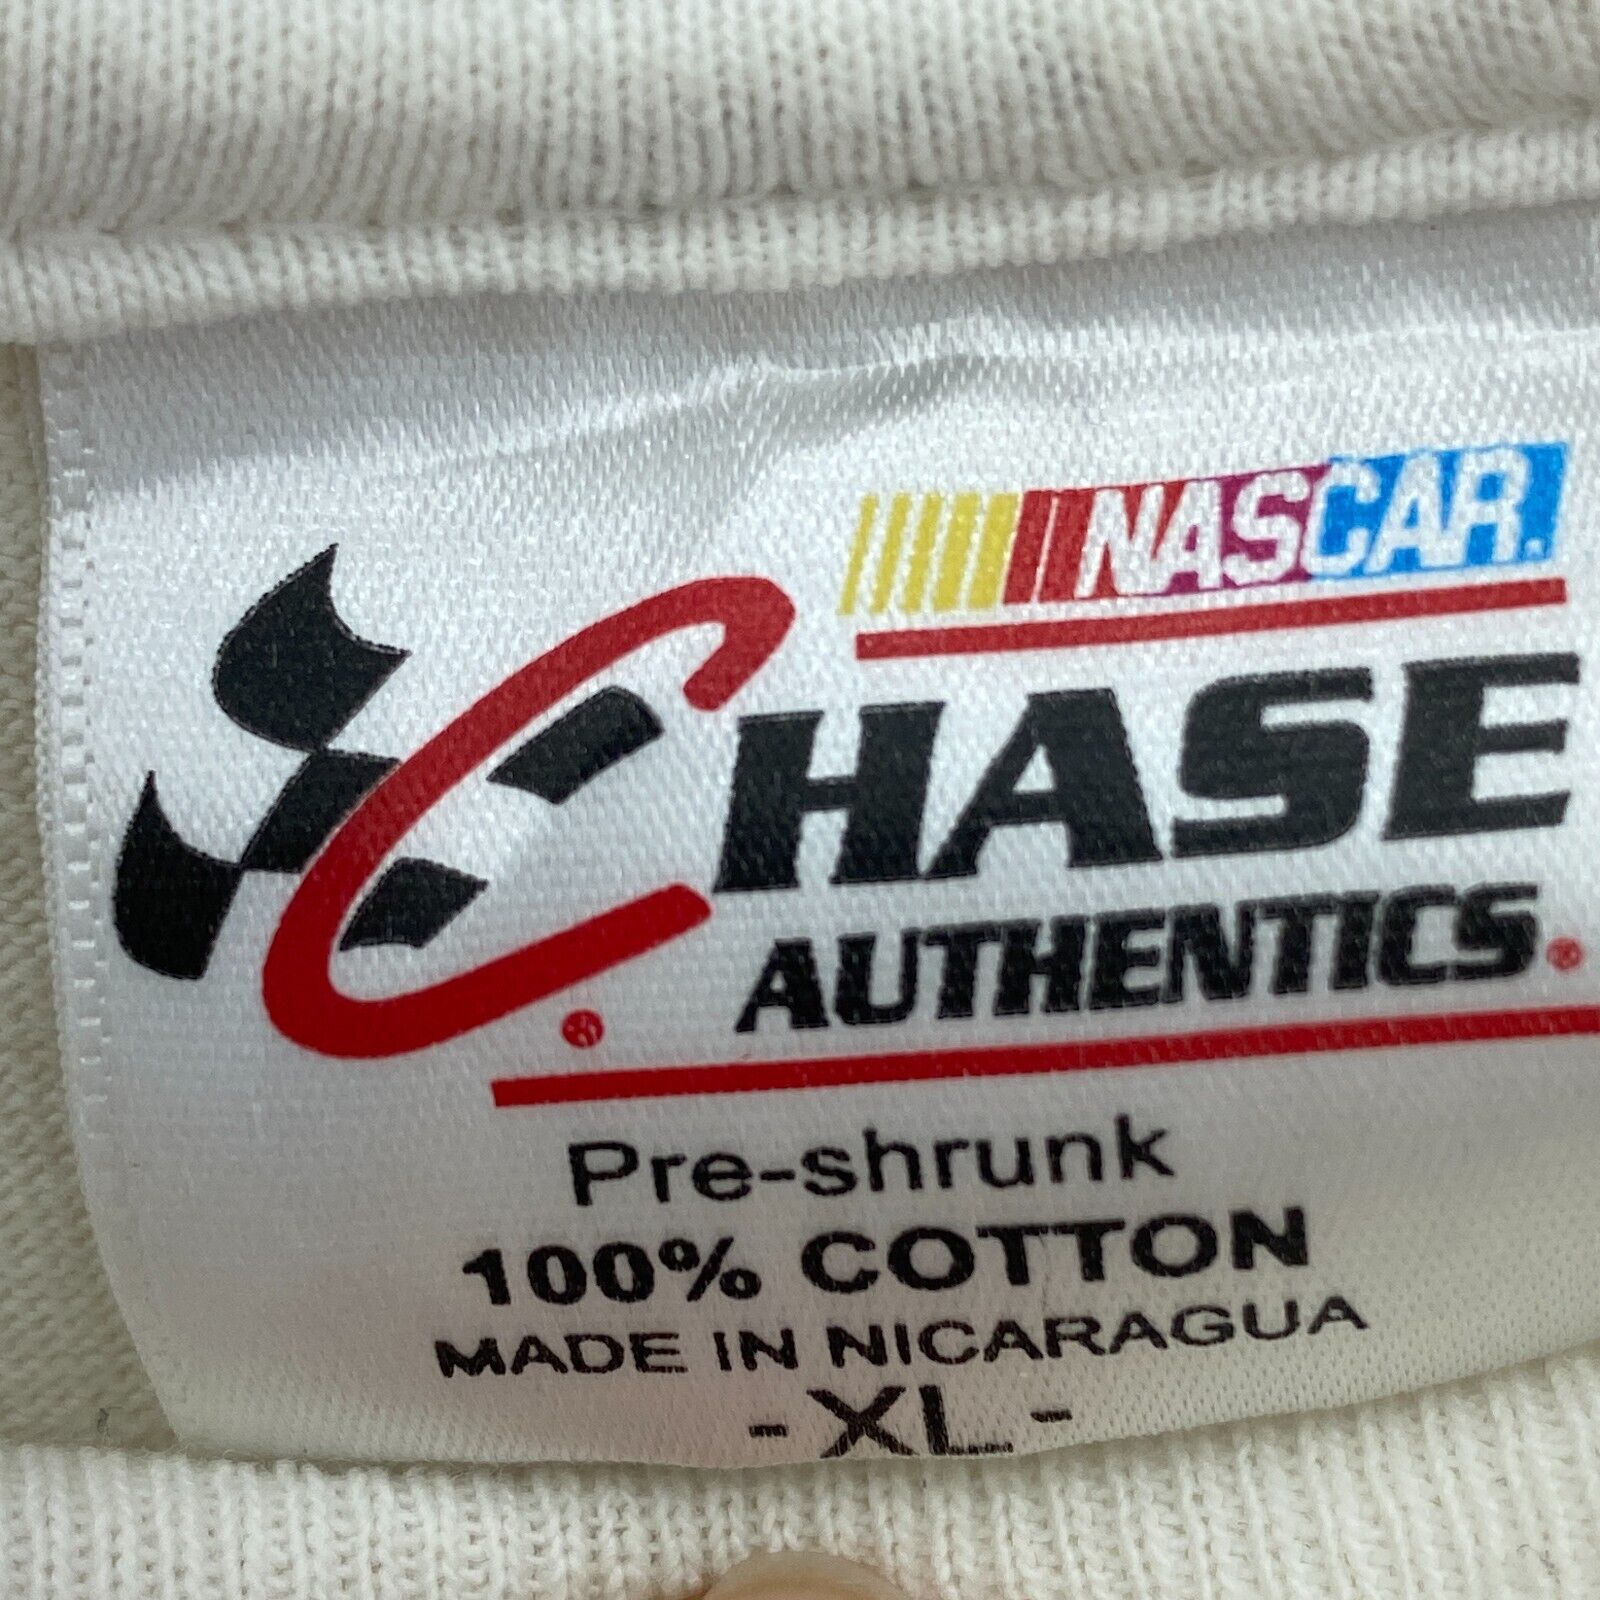 NASCAR.
CHASE
AUTHENTICS®
Pre-shrunk
100% COTTON
MADE IN NICARAGUA
-XL-